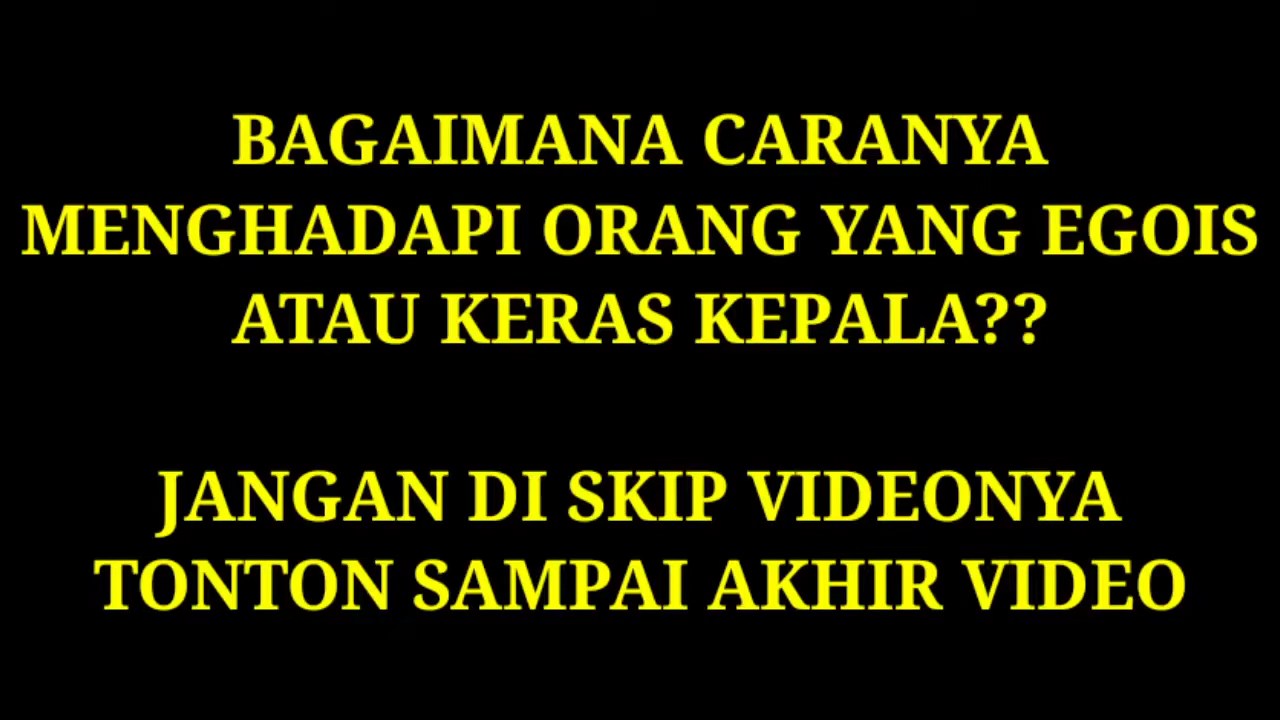 BAGAIMANA CARANYA
MENGHADAPI ORANG YANG EGOIS
ATAU KERAS KEPALA??
JANGAN DI SKIP VIDEONYA
TONTON SAMPAI AKHIR VIDEO